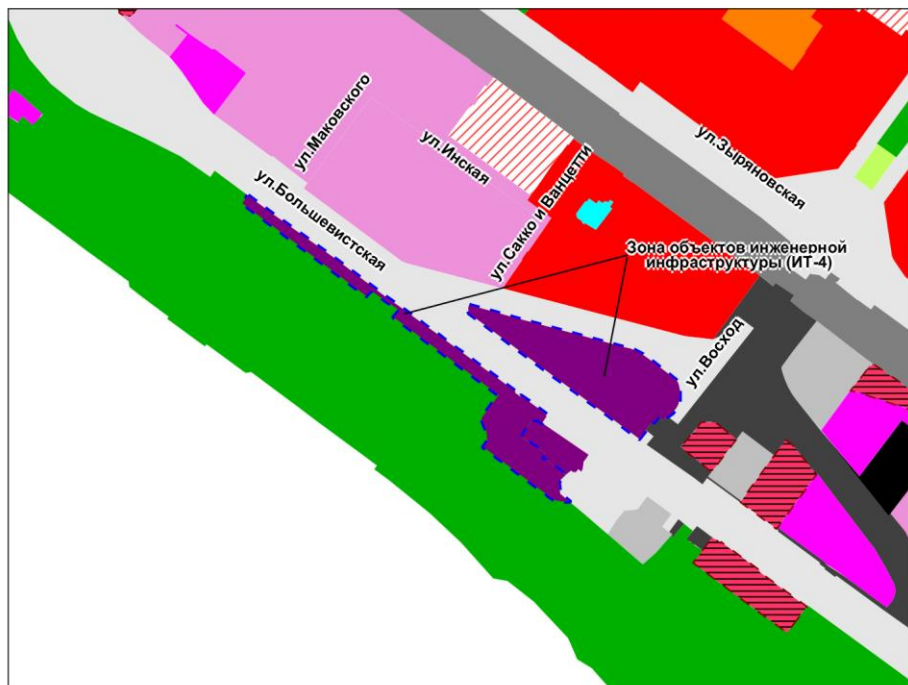 ул.Зыряновская
ул.Маковского
ул.Инская
ул.Сакко и Ванцетти
ул.Большевистская
Зона объектов инженерной
инфраструктуры (ИТ-4)
ул.Восход